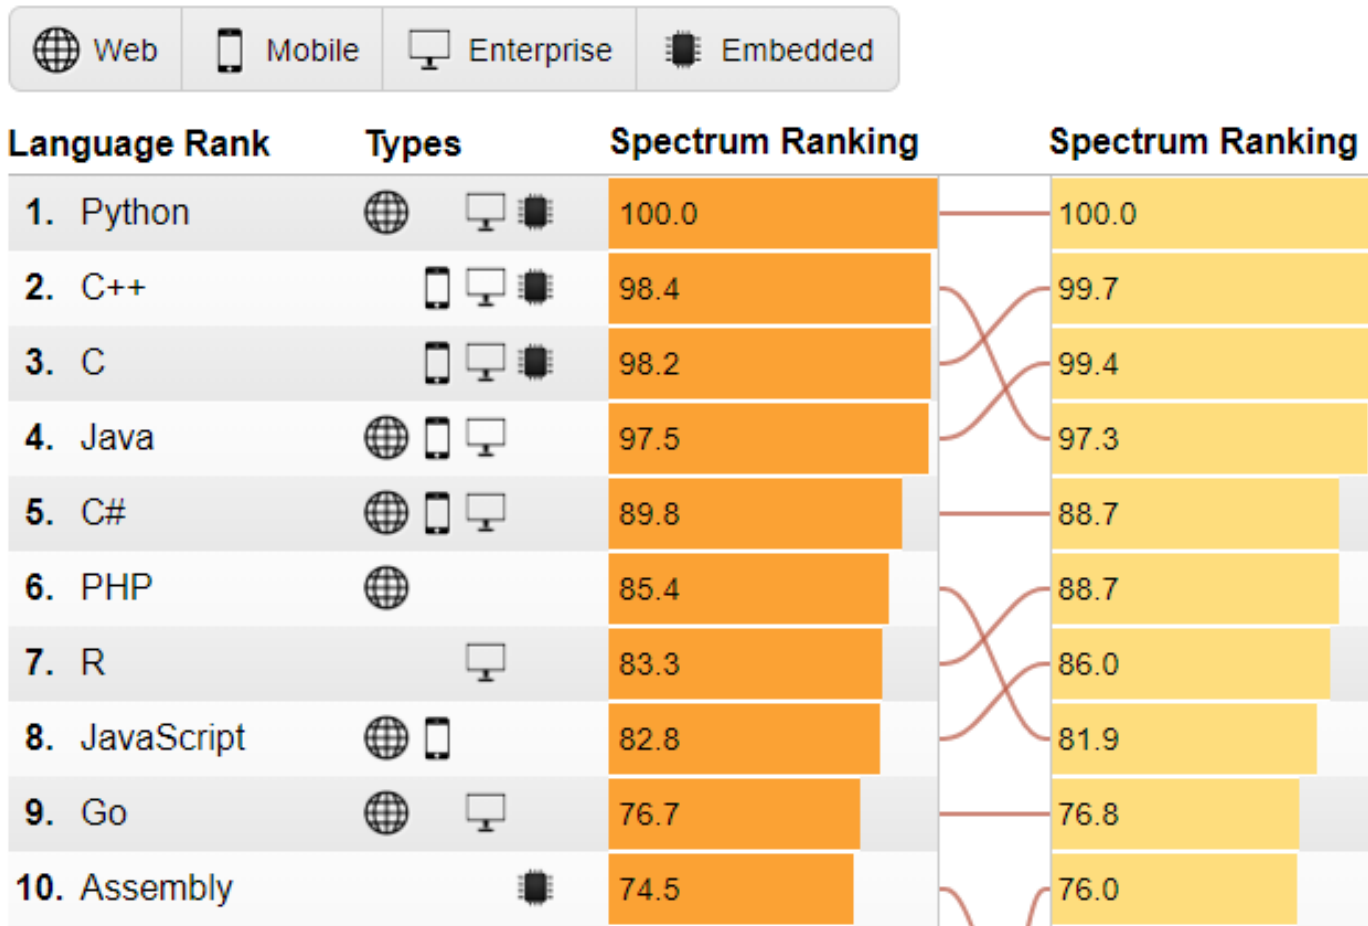 Web Mobile Enterprise Embedded
Language Rank Types Spectrum Ranking Spectrum Ranking
1. Python 100.0 100.0
2. C++ 98.4 99.7
3. C 98.2 99.4
4. Java 97.5 97.3
5. C# 89.8 88.7
6. PHP 85.4 88.7
7. R 83.3 86.0
8. JavaScript 82.8 81.9
9. Go 76.7 76.8
10. Assembly 74.5 76.0